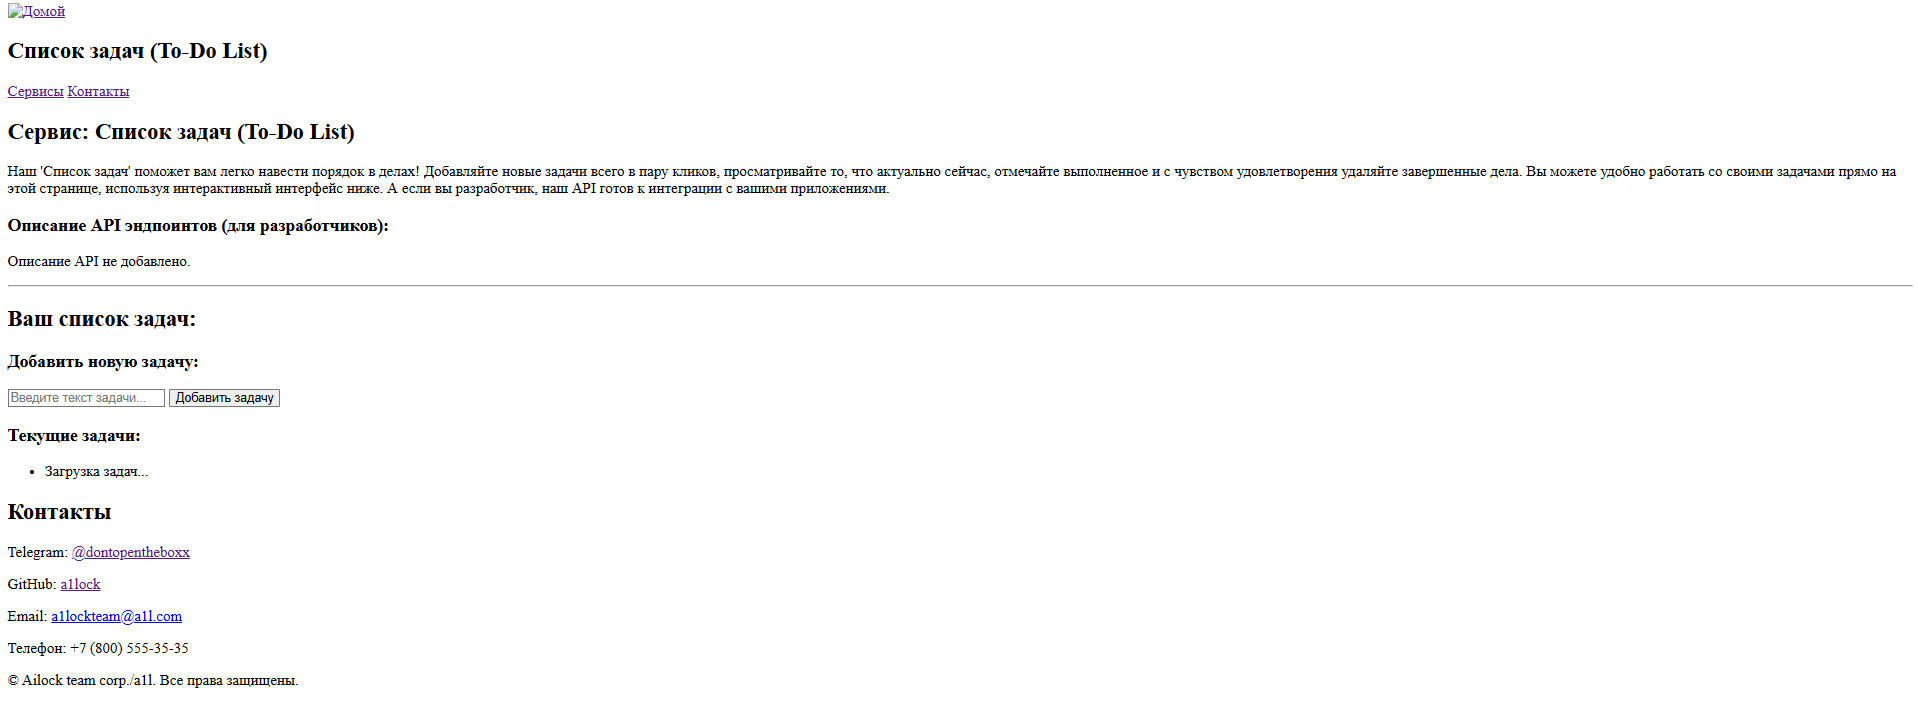 Домой
Список задач (To-Do List)
Сервисы Контакты
Сервис: Список задач (To-Do List)
Наш 'Список задач' поможет вам легко навести порядок в делах! Добавляйте новые задачи всего в пару кликов, просматривайте то, что актуально сейчас, отмечайте выполненное и с чувством удовлетворения удаляйте завершенные дела. Вы можете удобно работать со своими задачами прямо на
этой странице, используя интерактивный интерфейс ниже. А если вы разработчик, наш API готов к интеграции с вашими приложениями.
Описание API эндпоинтов (для разработчиков):
Описание API не добавлено.
Ваш список задач:
Добавить новую задачу:
Введите текст задачи... Добавить задачу
Текущие задачи:
• Загрузка задач...
Контакты
Telegram: @dontopentheboxx
GitHub: a1lock
Email: a1lockteam@a1l.com
Телефон: +7 (800) 555-35-35
© Ailock team corp./a1l. Все права защищены.